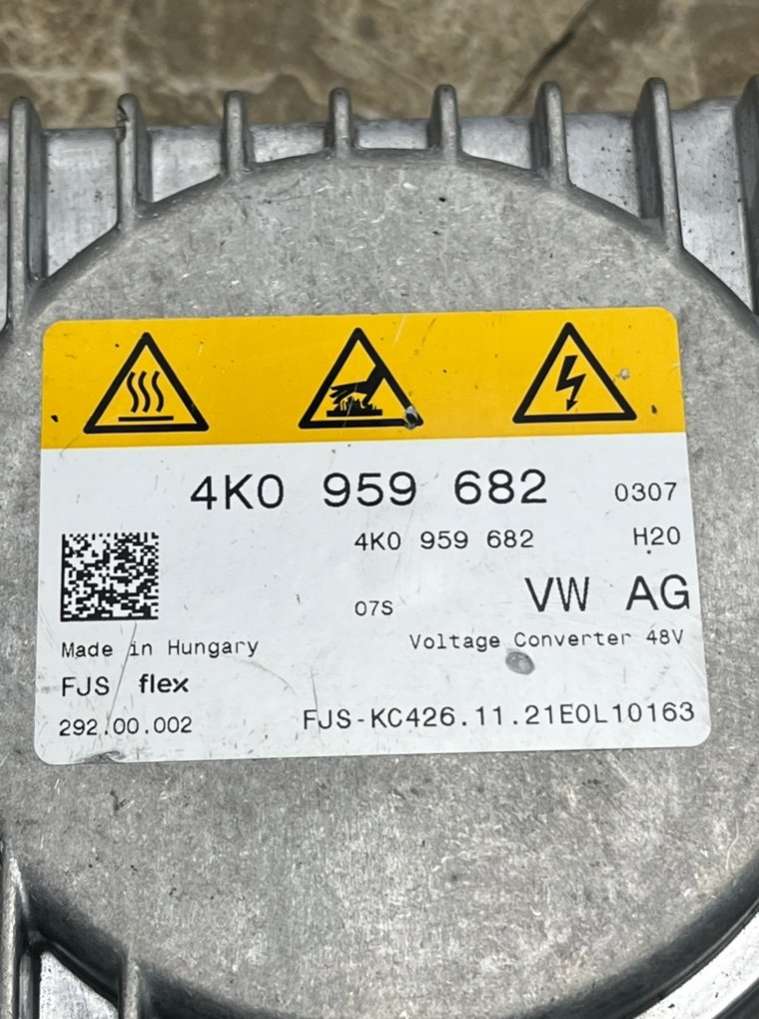 4K0 959 682 0307
4K0 959 682 H20
07S VW AG
Made in Hungary Voltage Converter 48V
FJS flex
292.00.002 FJS-KC426.11.21E0L10163